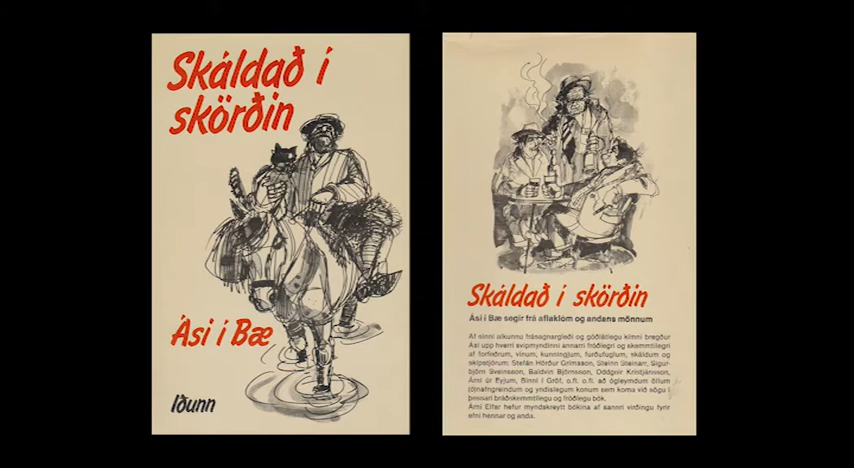 Skáldað í
skörðin
Ási í Bæ
Iðunn
Skáldað í skörðin
Ási í Bæ segir frá aflaklóm og andans mönnum
Af sinni alkunnu frásagnargleði og góðlátlegu kímni bregður
Ási upp hverri svipmyndinni annarri fróðlegri og skemmtilegri
af forfeðrum, vinum, kunningjum, furðufuglum, skáldum og
skipstjórum: Stefán Hörður Grímsson, Steinn Steinarr, Sigur-
björn Sveinsson, Baldvin Björnsson, Oddgeir Kristjánsson,
Árni úr Eyjum, Binni í Gröf, o.fl. o.fl. að ógleymdum öllum
(ó)nafngreindum og yndislegum konum sem koma við sögu í
þessari bráðskemmtilegu og fróðlegu bók.
Árni Elfar hefur myndskreytt bókina af sannri virðingu fyrir
efni hennar og anda.